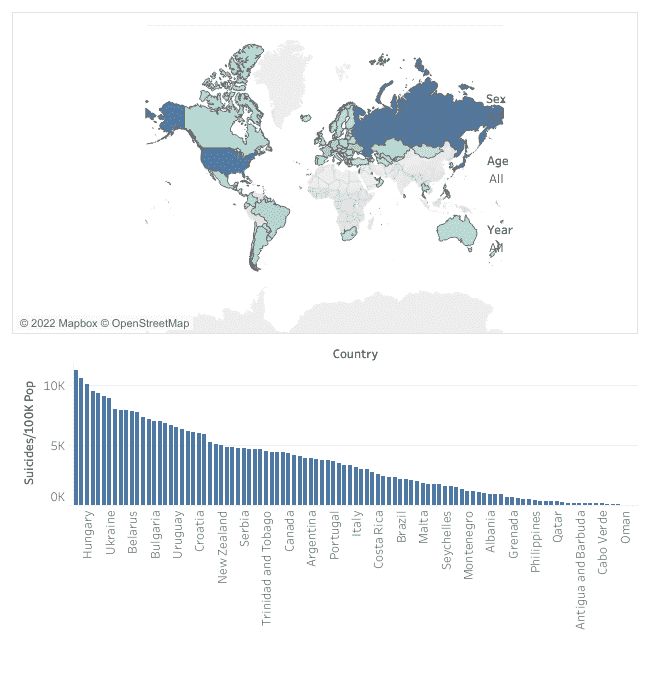 Sex
Age
All
Year
All
© 2022 Mapbox © OpenStreetMap
Country
Suicides/100K Pop
10K
5K
0K
Hungary
Ukraine
Belarus
Bulgaria
Uruguay
Croatia
New Zealand
Serbia
Trinidad and Tobago
Canada
Argentina
Portugal
Italy
Costa Rica
Brazil
Malta
Seychelles
Montenegro
Albania
Grenada
Philippines
Qatar
Antigua and Barbuda
Cabo Verde
Oman